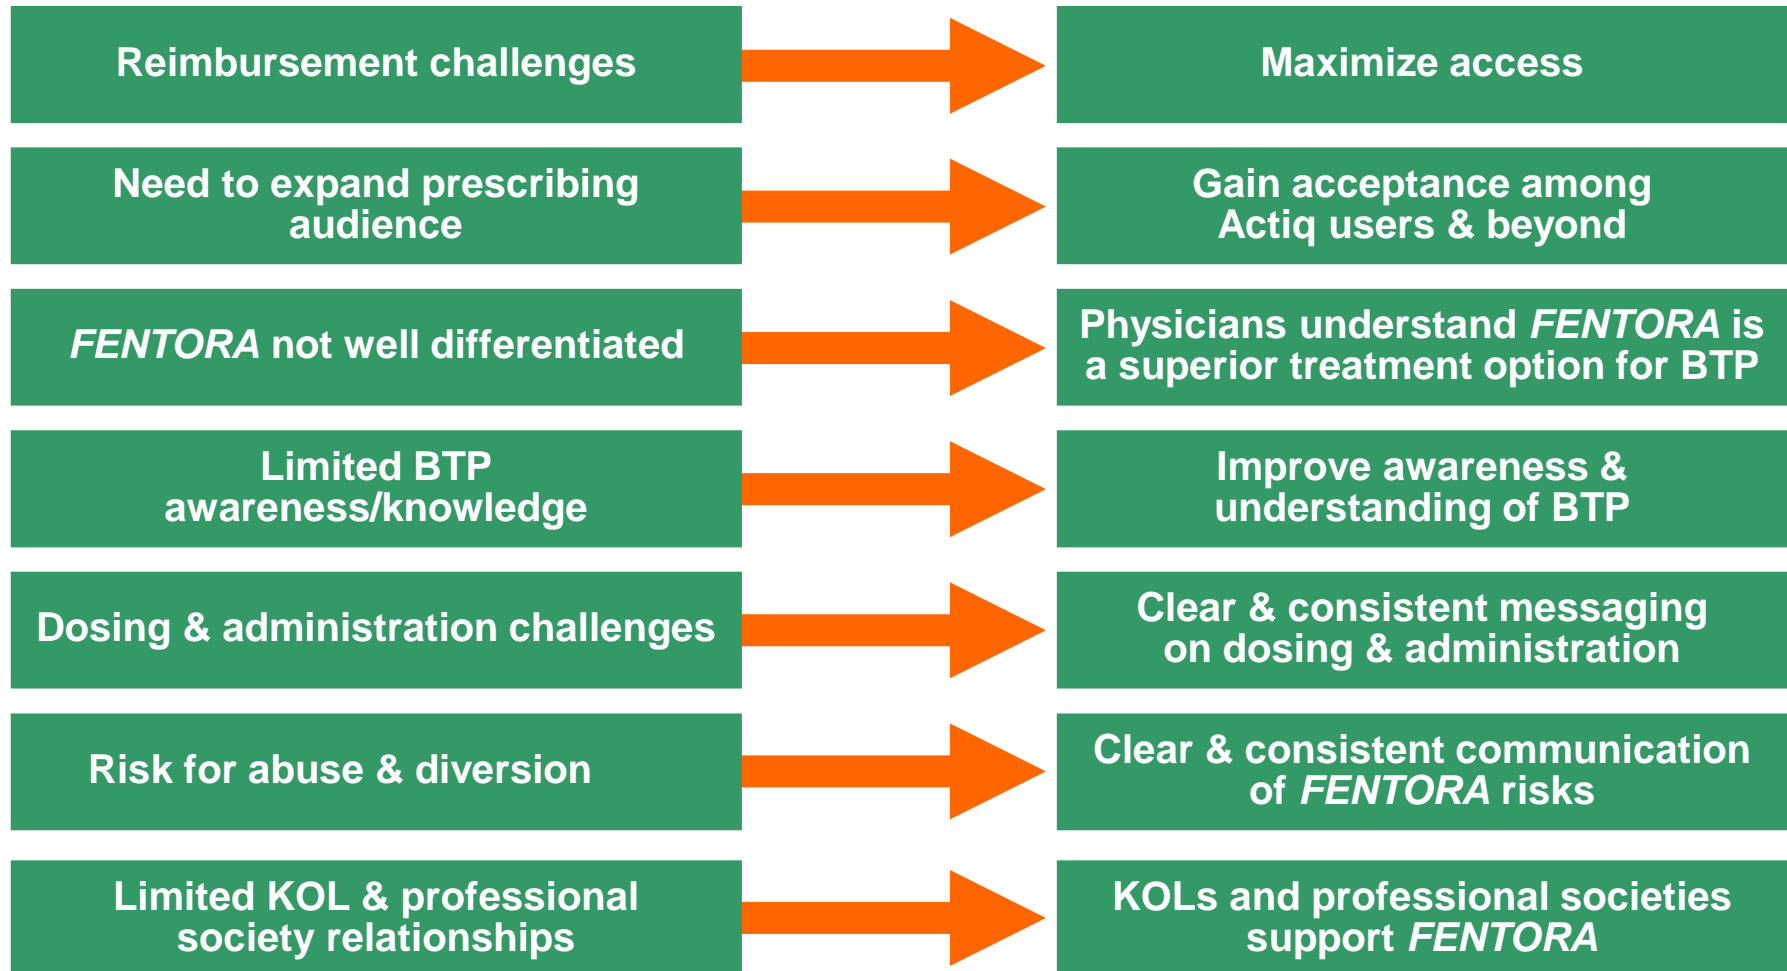 Reimbursement challenges
Maximize access
Need to expand prescribing
audience
Gain acceptance among
Actiq users & beyond
FENTORA not well differentiated
Physicians understand FENTORA is
a superior treatment option for BTP
Limited BTP
awareness/knowledge
Improve awareness &
understanding of BTP
Dosing & administration challenges
Clear & consistent messaging
on dosing & administration
Risk for abuse & diversion
Clear & consistent communication
of FENTORA risks
Limited KOL & professional
society relationships
KOLs and professional societies
support FENTORA